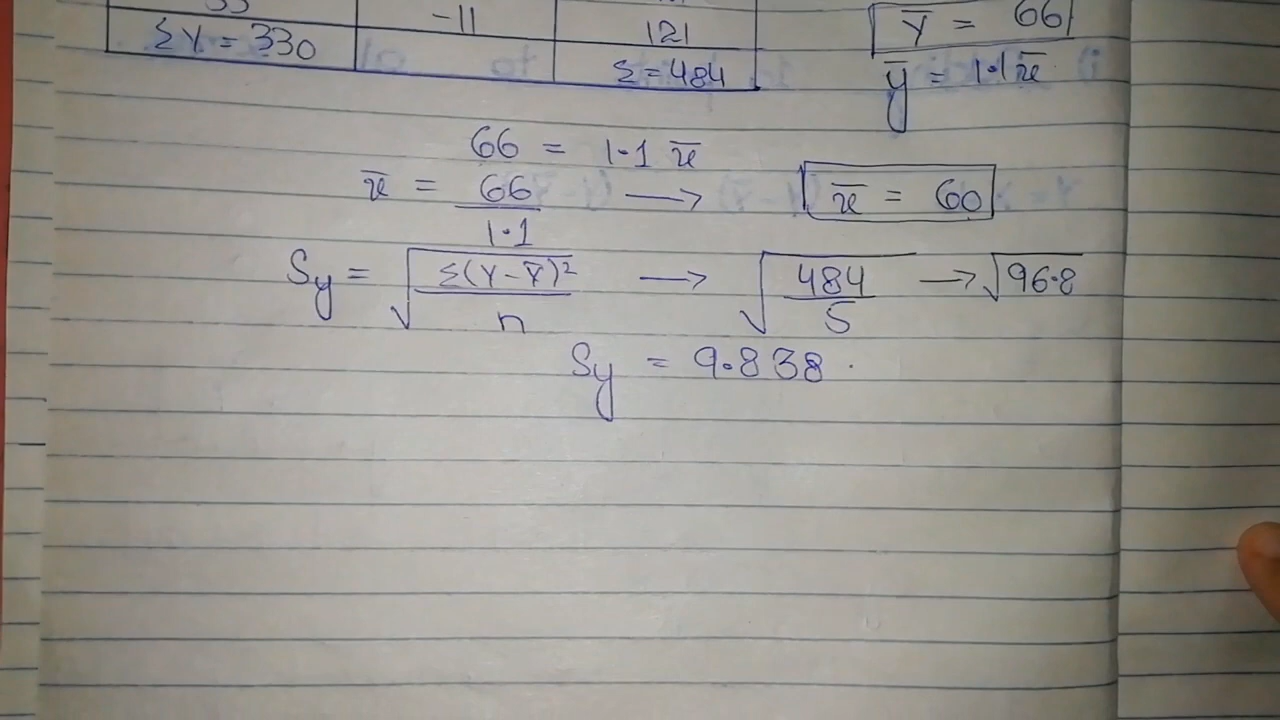 -11 121 Y̅ = 66
ΣY = 330 Σ = 484 y̅ = 1.1x̅
66 = 1.1 x̅
x̅ = 66/1.1 → x̅ = 60
Sy = √(Σ(Y-Y̅)²/n) → √(484/5) → √96.8
Sy = 9.838.